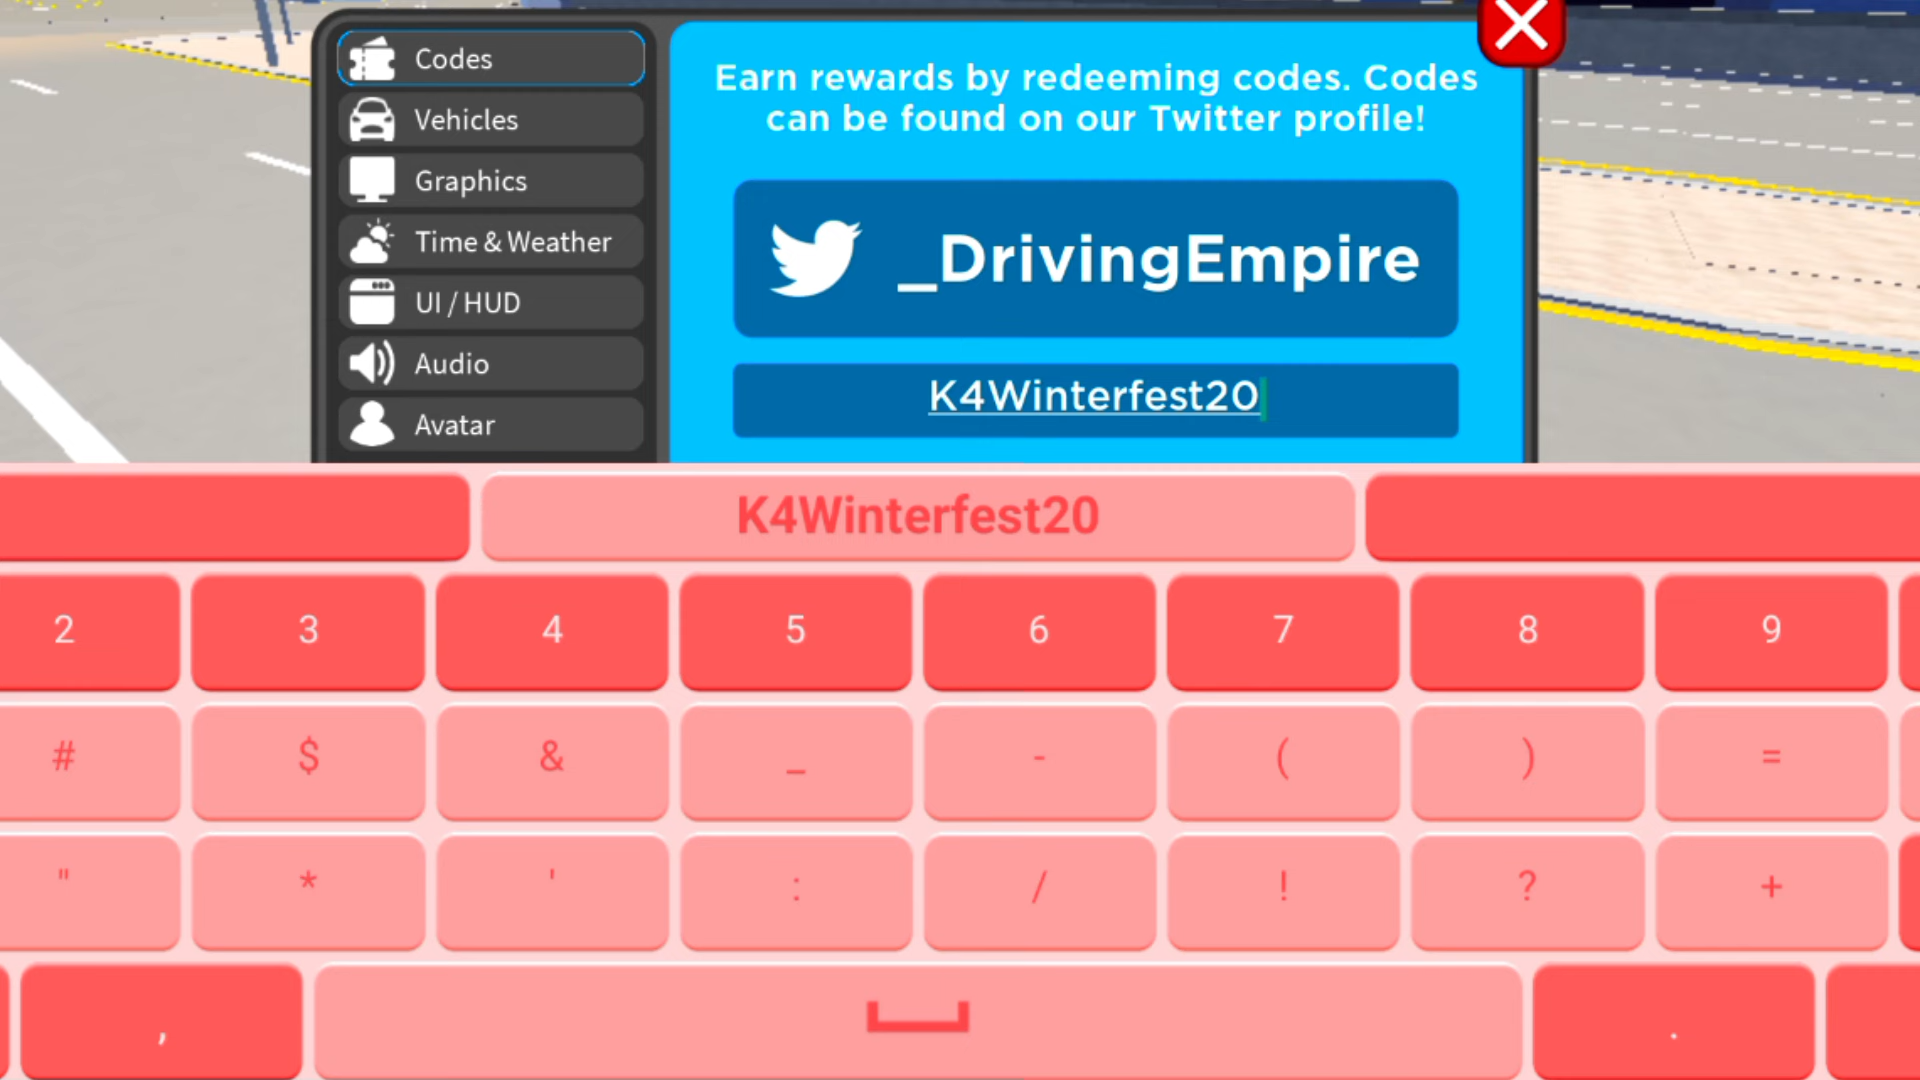 Codes
Vehicles
Graphics
Time & Weather
UI / HUD
Audio
Avatar
Earn rewards by redeeming codes. Codes
can be found on our Twitter profile!
_DrivingEmpire
K4Winterfest20
K4Winterfest20
2 3 4 5 6 7 8 9
# $ & _ - ( ) =
" * ' : / ! ? +
, .